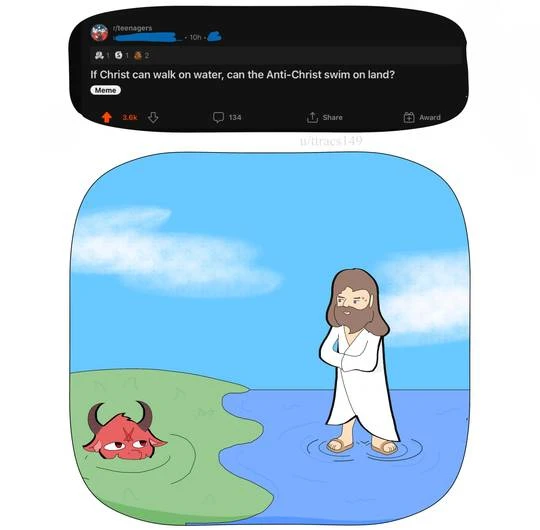 r/teenagers
u
• 10h •
1 1 2
If Christ can walk on water, can the Anti-Christ swim on land?
Meme
3.6k 134 Share Award
u/ttracs149